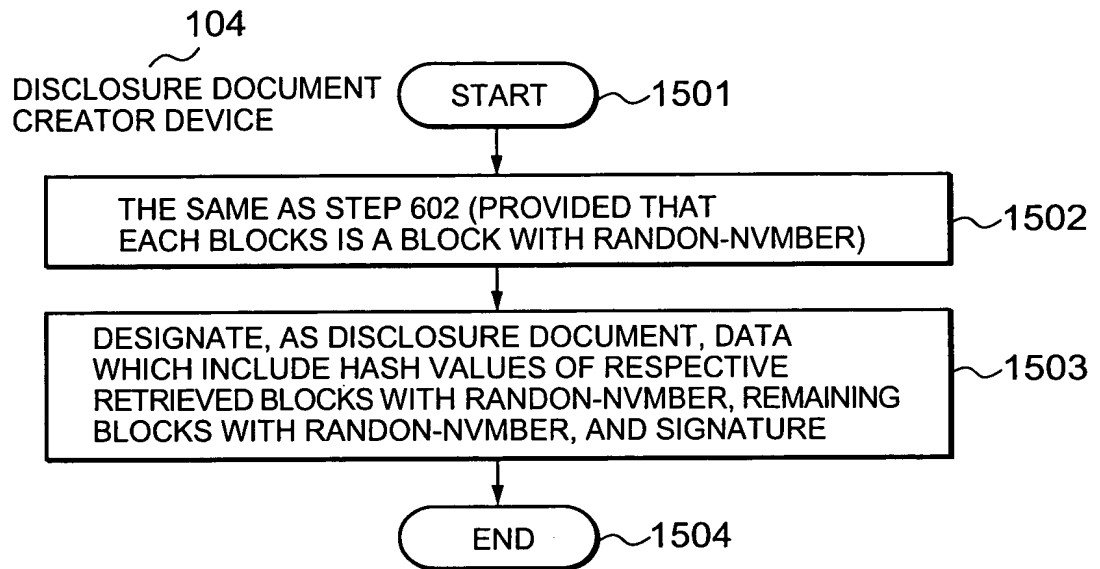 104
DISCLOSURE DOCUMENT
CREATOR DEVICE
START
1501
THE SAME AS STEP 602 (PROVIDED THAT
EACH BLOCKS IS A BLOCK WITH RANDON-NVMBER)
1502
DESIGNATE, AS DISCLOSURE DOCUMENT, DATA
WHICH INCLUDE HASH VALUES OF RESPECTIVE
RETRIEVED BLOCKS WITH RANDON-NVMBER, REMAINING
BLOCKS WITH RANDON-NVMBER, AND SIGNATURE
1503
END
1504